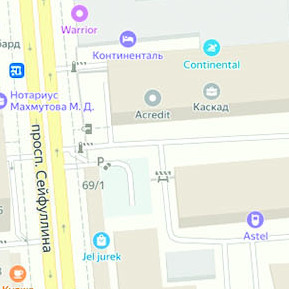 Warrior
Континенталь
Continental
Нотариус
Махмутова М. Д.
Acredit
Каскад
просп. Сейфуллина
P
69/1
Astel
Jel jurek